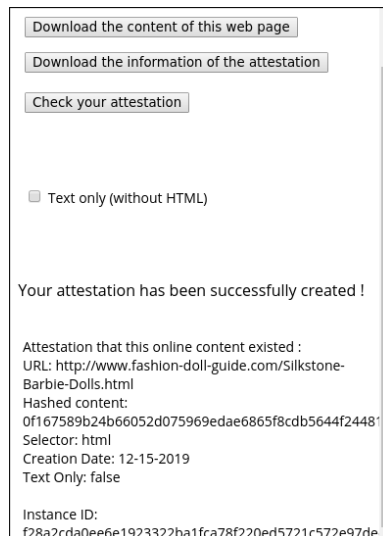 Download the content of this web page
Download the information of the attestation
Check your attestation
Text only (without HTML)
Your attestation has been successfully created !
Attestation that this online content existed :
URL: http://www.fashion-doll-guide.com/Silkstone-
Barbie-Dolls.html
Hashed content:
0f167589b24b66052d075969edae6865f8cdb5644f24481
Selector: html
Creation Date: 12-15-2019
Text Only: false
Instance ID:
f28a2cda0ee6e1923322ba1fca78f220ed5721c572e97de